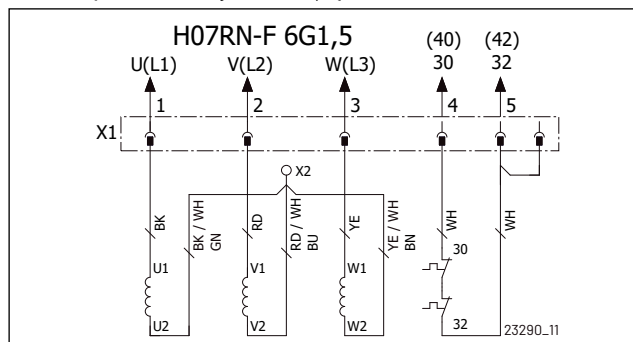 H07RN-F 6G1,5
(40) (42)
U(L1) V(L2) W(L3) 30 32
1 2 3 4 5
X1
X2
BK
BK / WH
GN
RD
RD / WH
BU
YE
YE / WH
BN
WH
WH
30
U1 V1 W1
U2 V2 W2 32
23290_11